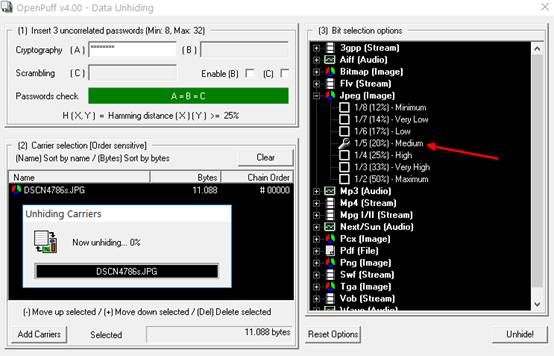 OpenPuff v4.00 - Data Unhiding
(1) Insert 3 uncorrelated passwords (Min: 8, Max: 32)
Cryptography (A) ******** (B)
Scrambling (C) Enable (B) (C)
Passwords check A = B = C
H (X,Y) = Hamming distance (X)(Y) >= 25%
(2) Carrier selection [Order sensitive]
(Name) Sort by name / (Bytes) Sort by bytes Clear
Name Bytes Chain Order
DSCN4786s.JPG 11.088 # 00000
Unhiding Carriers
Now unhiding... 0%
DSCN4786s.JPG
(-) Move up selected / (+) Move down selected / (Del) Delete selected
Add Carriers Selected 11.088 bytes
(3) Bit selection options
3gpp (Stream)
Aiff (Audio)
Bitmap (Image)
Flv (Stream)
Jpeg (Image)
1/8 (12%) - Minimum
1/7 (14%) - Very Low
1/6 (17%) - Low
1/5 (20%) - Medium
1/4 (25%) - High
1/3 (33%) - Very High
1/2 (50%) - Maximum
Mp3 (Audio)
Mp4 (Stream)
Mpg I/II (Stream)
Next/Sun (Audio)
Pcx (Image)
Pdf (File)
Png (Image)
Swf (Stream)
Tga (Image)
Vob (Stream)
Wave (Audio)
Reset Options Unhide!